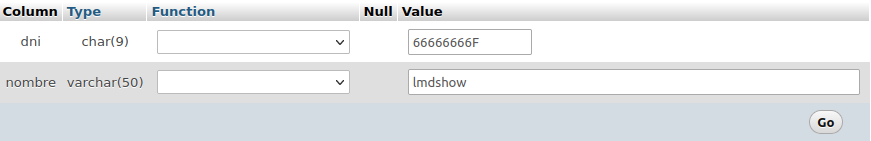 Column Type Function Null Value
dni char(9) 66666666F
nombre varchar(50) lmdshow
Go